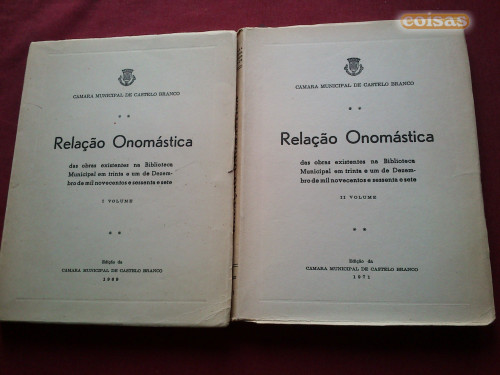 coisas
CAMARA MUNICIPAL DE CASTELO BRANCO
Relação Onomástica
das obras existentes na Biblioteca
Municipal em trinta e um de Dezem-
bro de mil novecentos e sessenta e sete
I VOLUME
Edição da
CAMARA MUNICIPAL DE CASTELO BRANCO
1969
CAMARA MUNICIPAL DE CASTELO BRANCO
Relação Onomástica
das obras existentes na Biblioteca
Municipal em trinta e um de Dezem-
bro de mil novecentos e sessenta e sete
II VOLUME
Edição da
CAMARA MUNICIPAL DE CASTELO BRANCO
1971